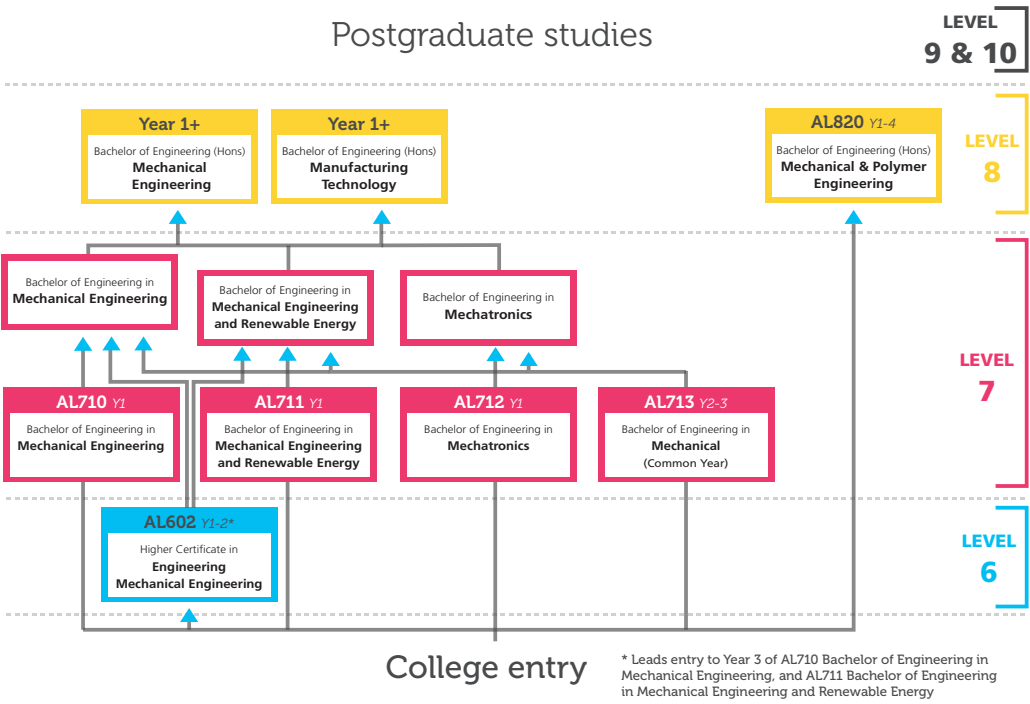 Postgraduate studies
LEVEL
9 & 10
Year 1+
Bachelor of Engineering (Hons)
Mechanical
Engineering
Year 1+
Bachelor of Engineering (Hons)
Manufacturing
Technology
AL820 Y1-4
Bachelor of Engineering (Hons)
Mechanical & Polymer
Engineering
LEVEL
8
Bachelor of Engineering in
Mechanical Engineering
Bachelor of Engineering in
Mechanical Engineering
and Renewable Energy
Bachelor of Engineering in
Mechatronics
LEVEL
7
AL710 Y1
Bachelor of Engineering in
Mechanical Engineering
AL711 Y1
Bachelor of Engineering in
Mechanical Engineering
and Renewable Energy
AL712 Y1
Bachelor of Engineering in
Mechatronics
AL713 Y2-3
Bachelor of Engineering in
Mechanical
(Common Year)
AL602 Y1-2*
Higher Certificate in
Engineering
Mechanical Engineering
LEVEL
6
College entry
* Leads entry to Year 3 of AL710 Bachelor of Engineering in
Mechanical Engineering, and AL711 Bachelor of Engineering
in Mechanical Engineering and Renewable Energy